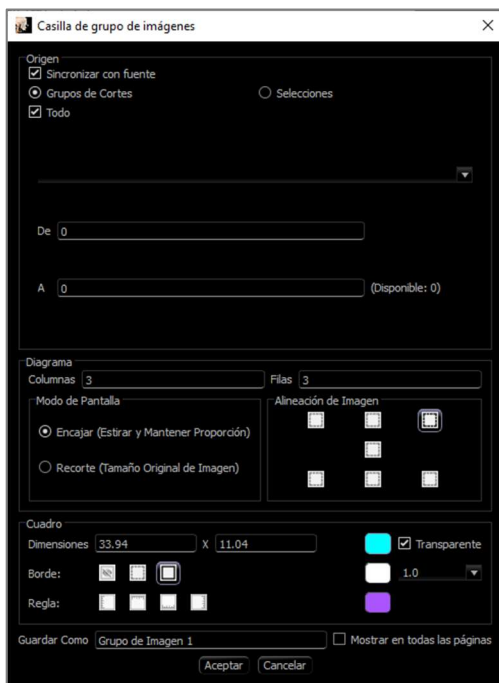 Casilla de grupo de imágenes
Origen
Sincronizar con fuente
Grupos de Cortes Selecciones
Todo
De 0
A 0 (Disponible: 0)
Diagrama
Columnas 3 Filas 3
Modo de Pantalla Alineación de Imagen
Encajar (Estirar y Mantener Proporción)
Recorte (Tamaño Original de Imagen)
Cuadro
Dimensiones 33.94 X 11.04 Transparente
Borde: 1.0
Regla:
Guardar Como Grupo de Imagen 1 Mostrar en todas las páginas
Aceptar Cancelar